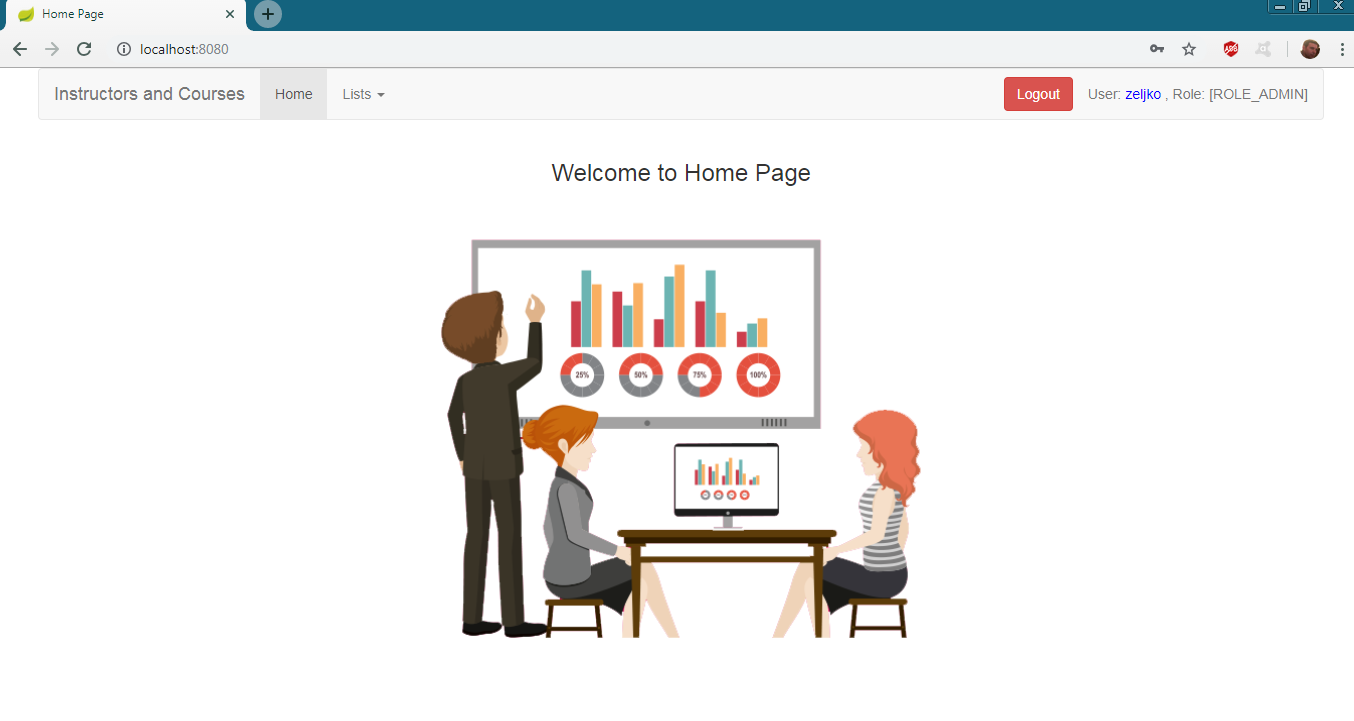 Home Page
localhost:8080
ABP
Instructors and Courses Home Lists Logout User: zeljko , Role: [ROLE_ADMIN]
Welcome to Home Page
25% 50% 75% 100%